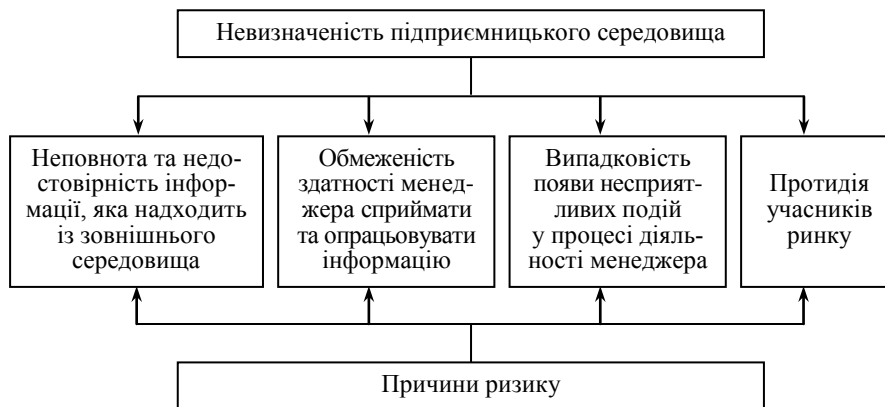 Невизначеність підприємницького середовища
Неповнота та недо-
стовірність інфор-
мації, яка надходить
із зовнішнього
середовища
Обмеженість
здатності менед-
жера сприймати
та опрацьовувати
інформацію
Випадковість
появи несприят-
ливих подій
у процесі діяль-
ності менеджера
Протидія
учасників
ринку
Причини ризику